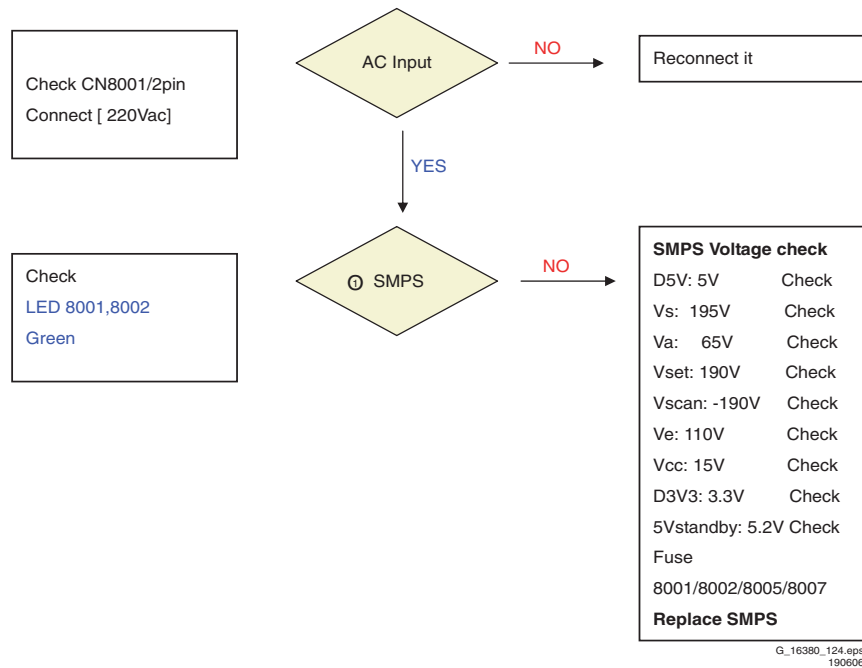 Check CN8001/2pin
Connect [ 220Vac]
AC Input
NO
Reconnect it
YES
Check
LED 8001,8002
Green
① SMPS
NO
SMPS Voltage check
D5V: 5V Check
Vs: 195V Check
Va: 65V Check
Vset: 190V Check
Vscan: -190V Check
Ve: 110V Check
Vcc: 15V Check
D3V3: 3.3V Check
5Vstandby: 5.2V Check
Fuse
8001/8002/8005/8007
Replace SMPS
G_16380_124.eps
190606